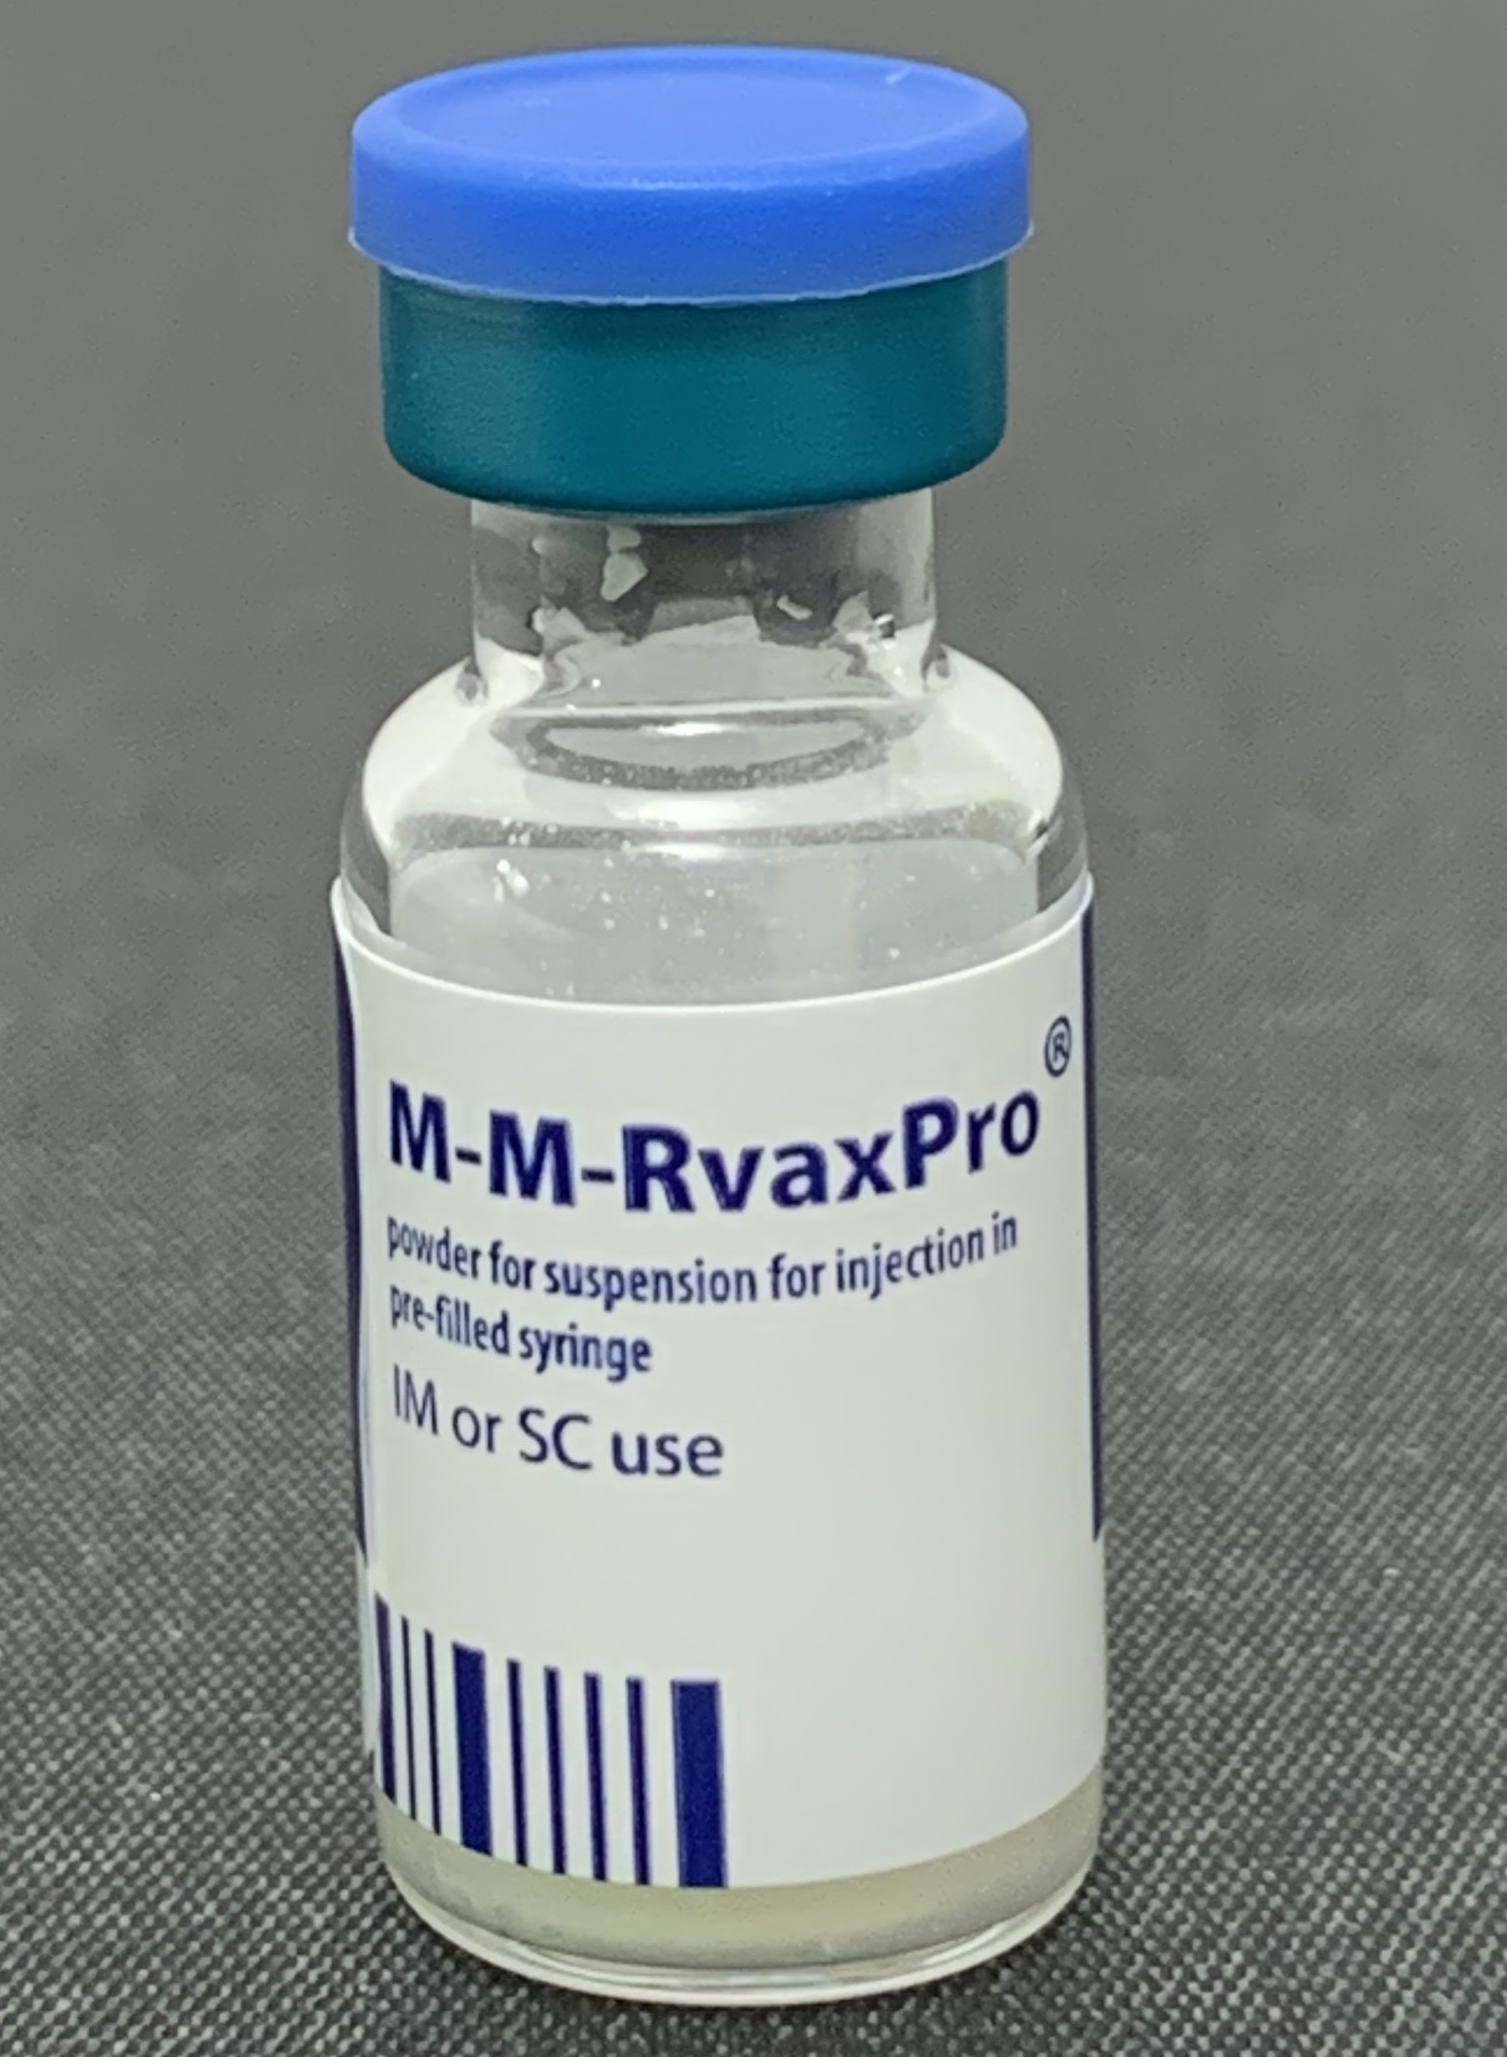 M-M-RvaxPro®
powder for suspension for injection in
pre-filled syringe
IM or SC use